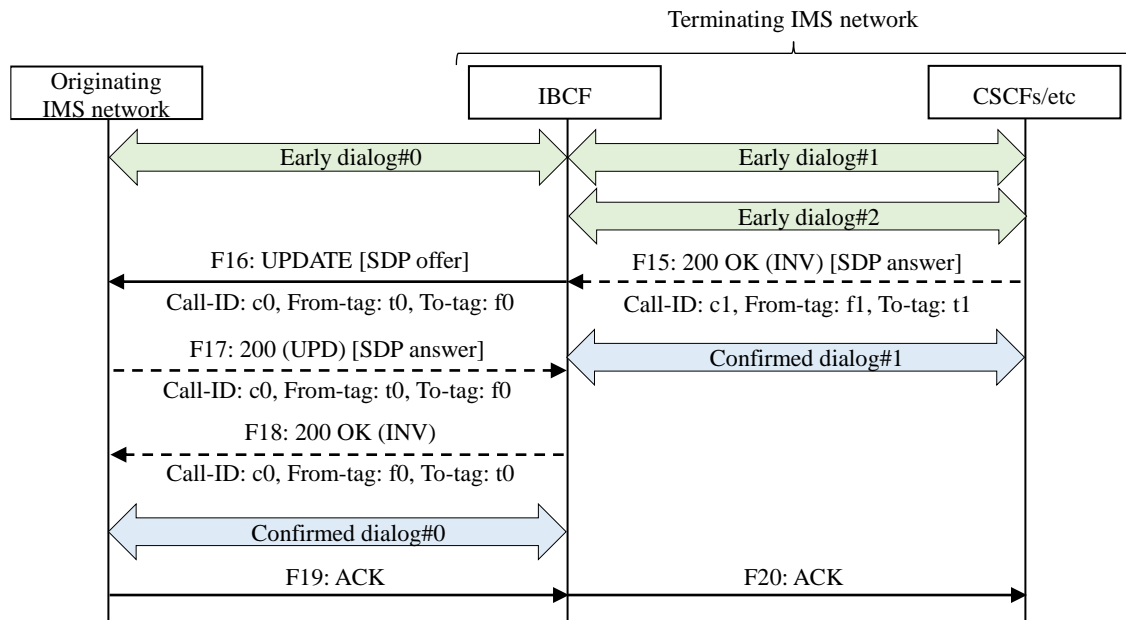 Terminating IMS network
Originating
IMS network
IBCF
CSCFs/etc
Early dialog#0
Early dialog#1
Early dialog#2
F16: UPDATE [SDP offer]
F15: 200 OK (INV) [SDP answer]
Call-ID: c0, From-tag: t0, To-tag: f0
Call-ID: c1, From-tag: f1, To-tag: t1
F17: 200 (UPD) [SDP answer]
Confirmed dialog#1
Call-ID: c0, From-tag: t0, To-tag: f0
F18: 200 OK (INV)
Call-ID: c0, From-tag: f0, To-tag: t0
Confirmed dialog#0
F19: ACK
F20: ACK